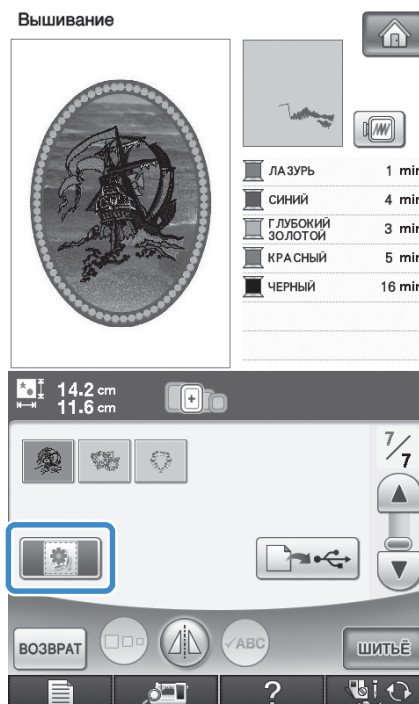 Вышивание
ЛАЗУРЬ 1 min
СИНИЙ 4 min
ГЛУБОКИЙ
ЗОЛОТОЙ 3 min
КРАСНЫЙ 5 min
ЧЕРНЫЙ 16 min
14.2 cm
11.6 cm
7/7
ВОЗВРАТ
✓ABC
ШИТЬЁ
?